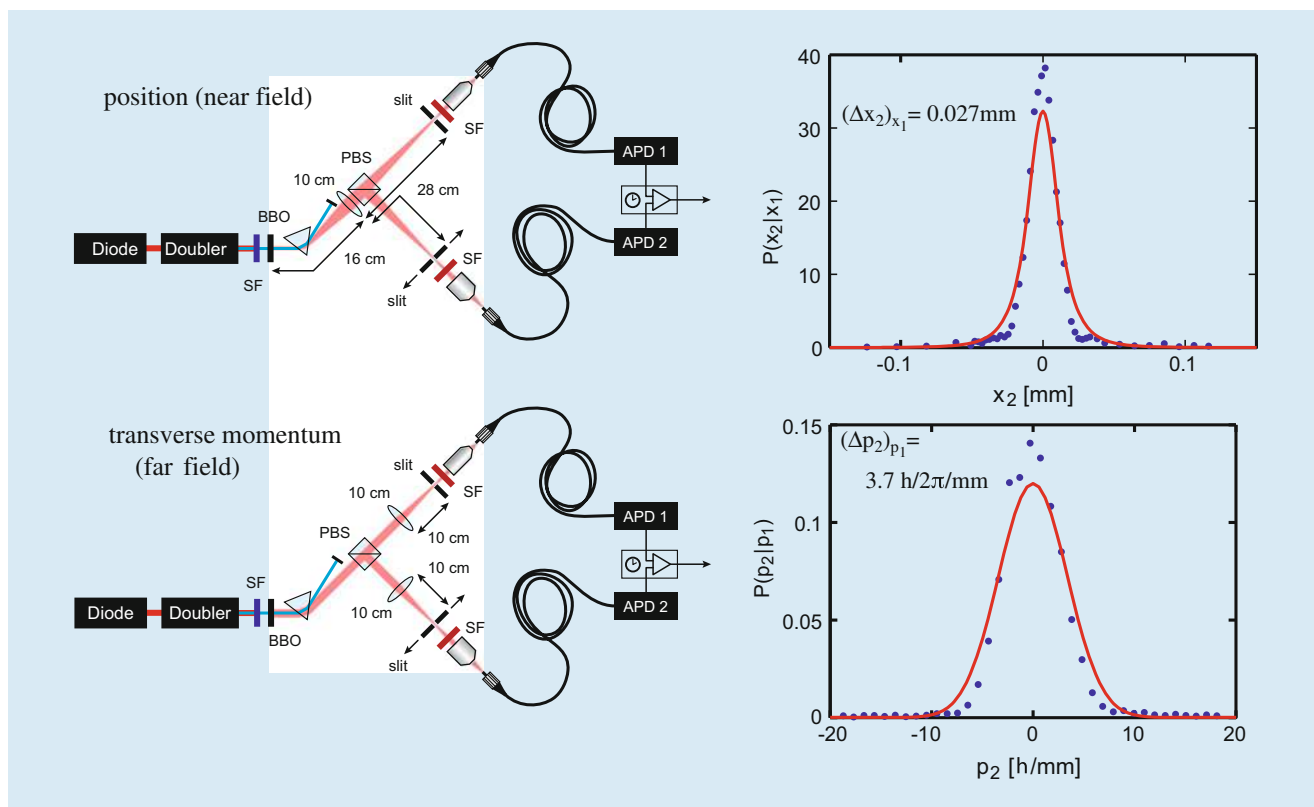 position (near field)
slit
SF
PBS
10 cm
28 cm
BBO
Diode
Doubler
16 cm
SF
SF
slit
APD 1
APD 2
40
30
20
10
0
P(x2|x1)
(Δx2)x1= 0.027mm
-0.1
0
0.1
x2 [mm]
transverse momentum
(far field)
slit
SF
10 cm
10 cm
PBS
10 cm
SF
10 cm
Diode
Doubler
BBO
SF
slit
APD 1
APD 2
0.15
0.1
0.05
0
P(p2|p1)
(Δp2)p1=
3.7 h/2π/mm
-20
-10
0
10
20
p2 [h/mm]